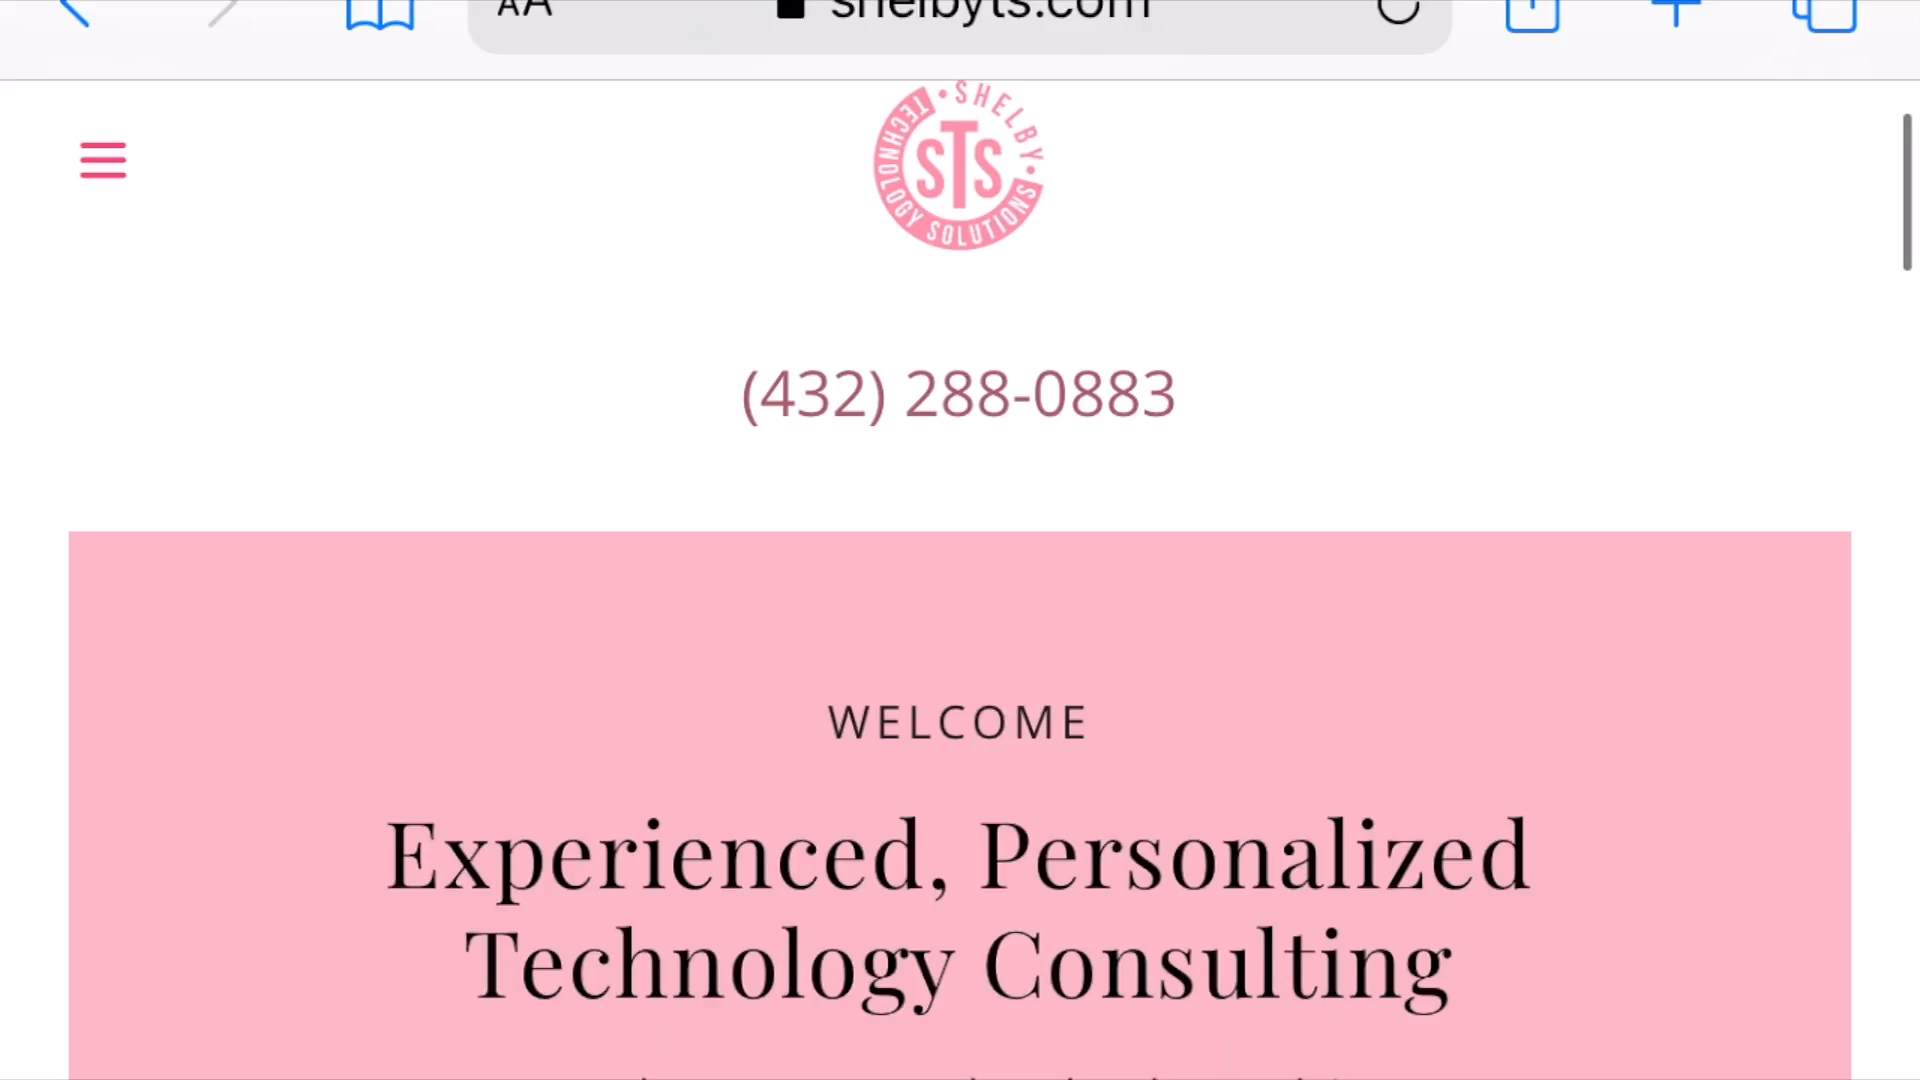 AA shelbyts.com
SHELBY
STS
TECHNOLOGY SOLUTIONS
(432) 288-0883
WELCOME
Experienced, Personalized
Technology Consulting